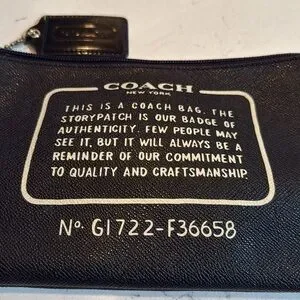 COACH
NEW YORK
THIS IS A COACH BAG. THE
STORYPATCH IS OUR BADGE OF
AUTHENTICITY. FEW PEOPLE MAY
SEE IT, BUT IT WILL ALWAYS BE A
REMINDER OF OUR COMMITMENT
TO QUALITY AND CRAFTSMANSHIP.
Nº. G1722-F36658